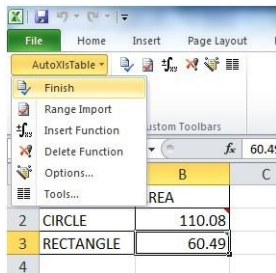 File Home Insert Page Layout
AutoXlsTable
Finish
Range Import
Insert Function
Delete Function
Options...
Tools...
ustom Toolbars
fx 60.49
B C
REA
2 CIRCLE 110.08
3 RECTANGLE 60.49
4